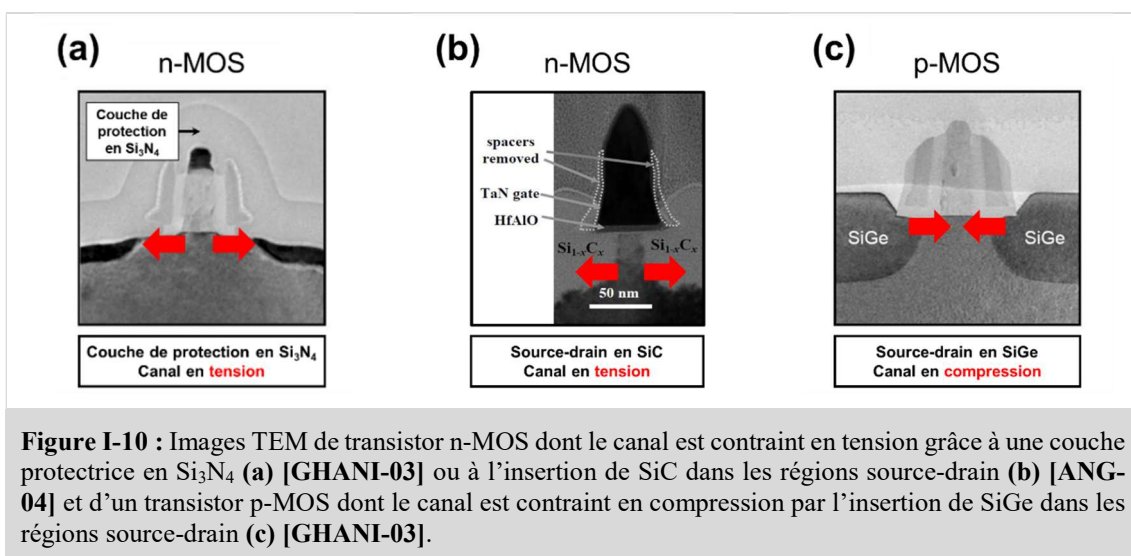 (a)
n-MOS
Couche de
protection
en Si₃N₄
Couche de protection en Si₃N₄
Canal en tension
(b)
n-MOS
spacers
removed
TaN gate
HfAlO
Si₁₋ₓCₓ
Si₁₋ₓCₓ
50 nm
Source-drain en SiC
Canal en tension
(c)
p-MOS
SiGe
SiGe
Source-drain en SiGe
Canal en compression
Figure I-10 : Images TEM de transistor n-MOS dont le canal est contraint en tension grâce à une couche
protectrice en Si₃N₄ (a) [GHANI-03] ou à l’insertion de SiC dans les régions source-drain (b) [ANG-
04] et d’un transistor p-MOS dont le canal est contraint en compression par l’insertion de SiGe dans les
régions source-drain (c) [GHANI-03].